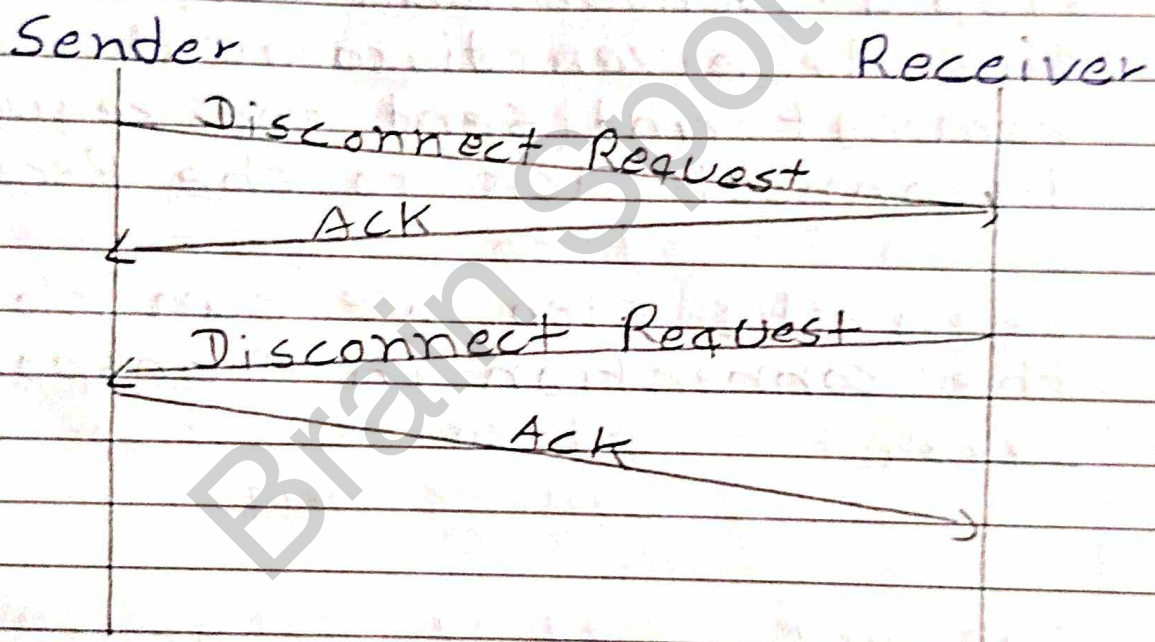 Sender Receiver
Disconnect Request
ACK
Disconnect Request
Ack
Brain Spot